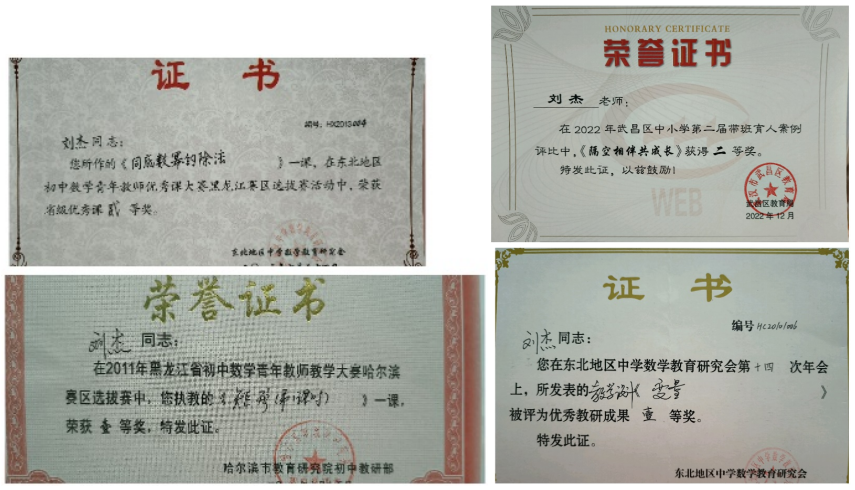 证 书
编号：HX2013004
刘杰同志：
您所作的《同底数幂的除法 》一课，在东北地区
初中数学青年教师优秀课大赛黑龙江赛区选拔赛活动中，荣获
省级优秀课 贰 等奖。
东北地区中学数学教育研究会
HONORARY CERTIFICATE
荣誉证书
刘杰 老师：
在2022年武昌区中小学第二届带班育人案例
评比中，《隔空相伴共成长》获得 二 等奖。
特发此证，以兹鼓励！
WEB
武昌区教育局
2022年12月
荣誉证书
刘杰 同志：
在2011年黑龙江省初中数学青年教师教学大赛哈尔滨
赛区选拔赛中，您执教的 》一课，
荣获 壹 等奖，特发此证。
哈尔滨市教育研究院初中教研部
证 书
编号
刘杰同志：
您在东北地区中学数学教育研究会第 十四 次年会
上，所发表的 变量 》
被评为优秀教研成果 壹 等奖。
特发此证。
东北地区中学数学教育研究会